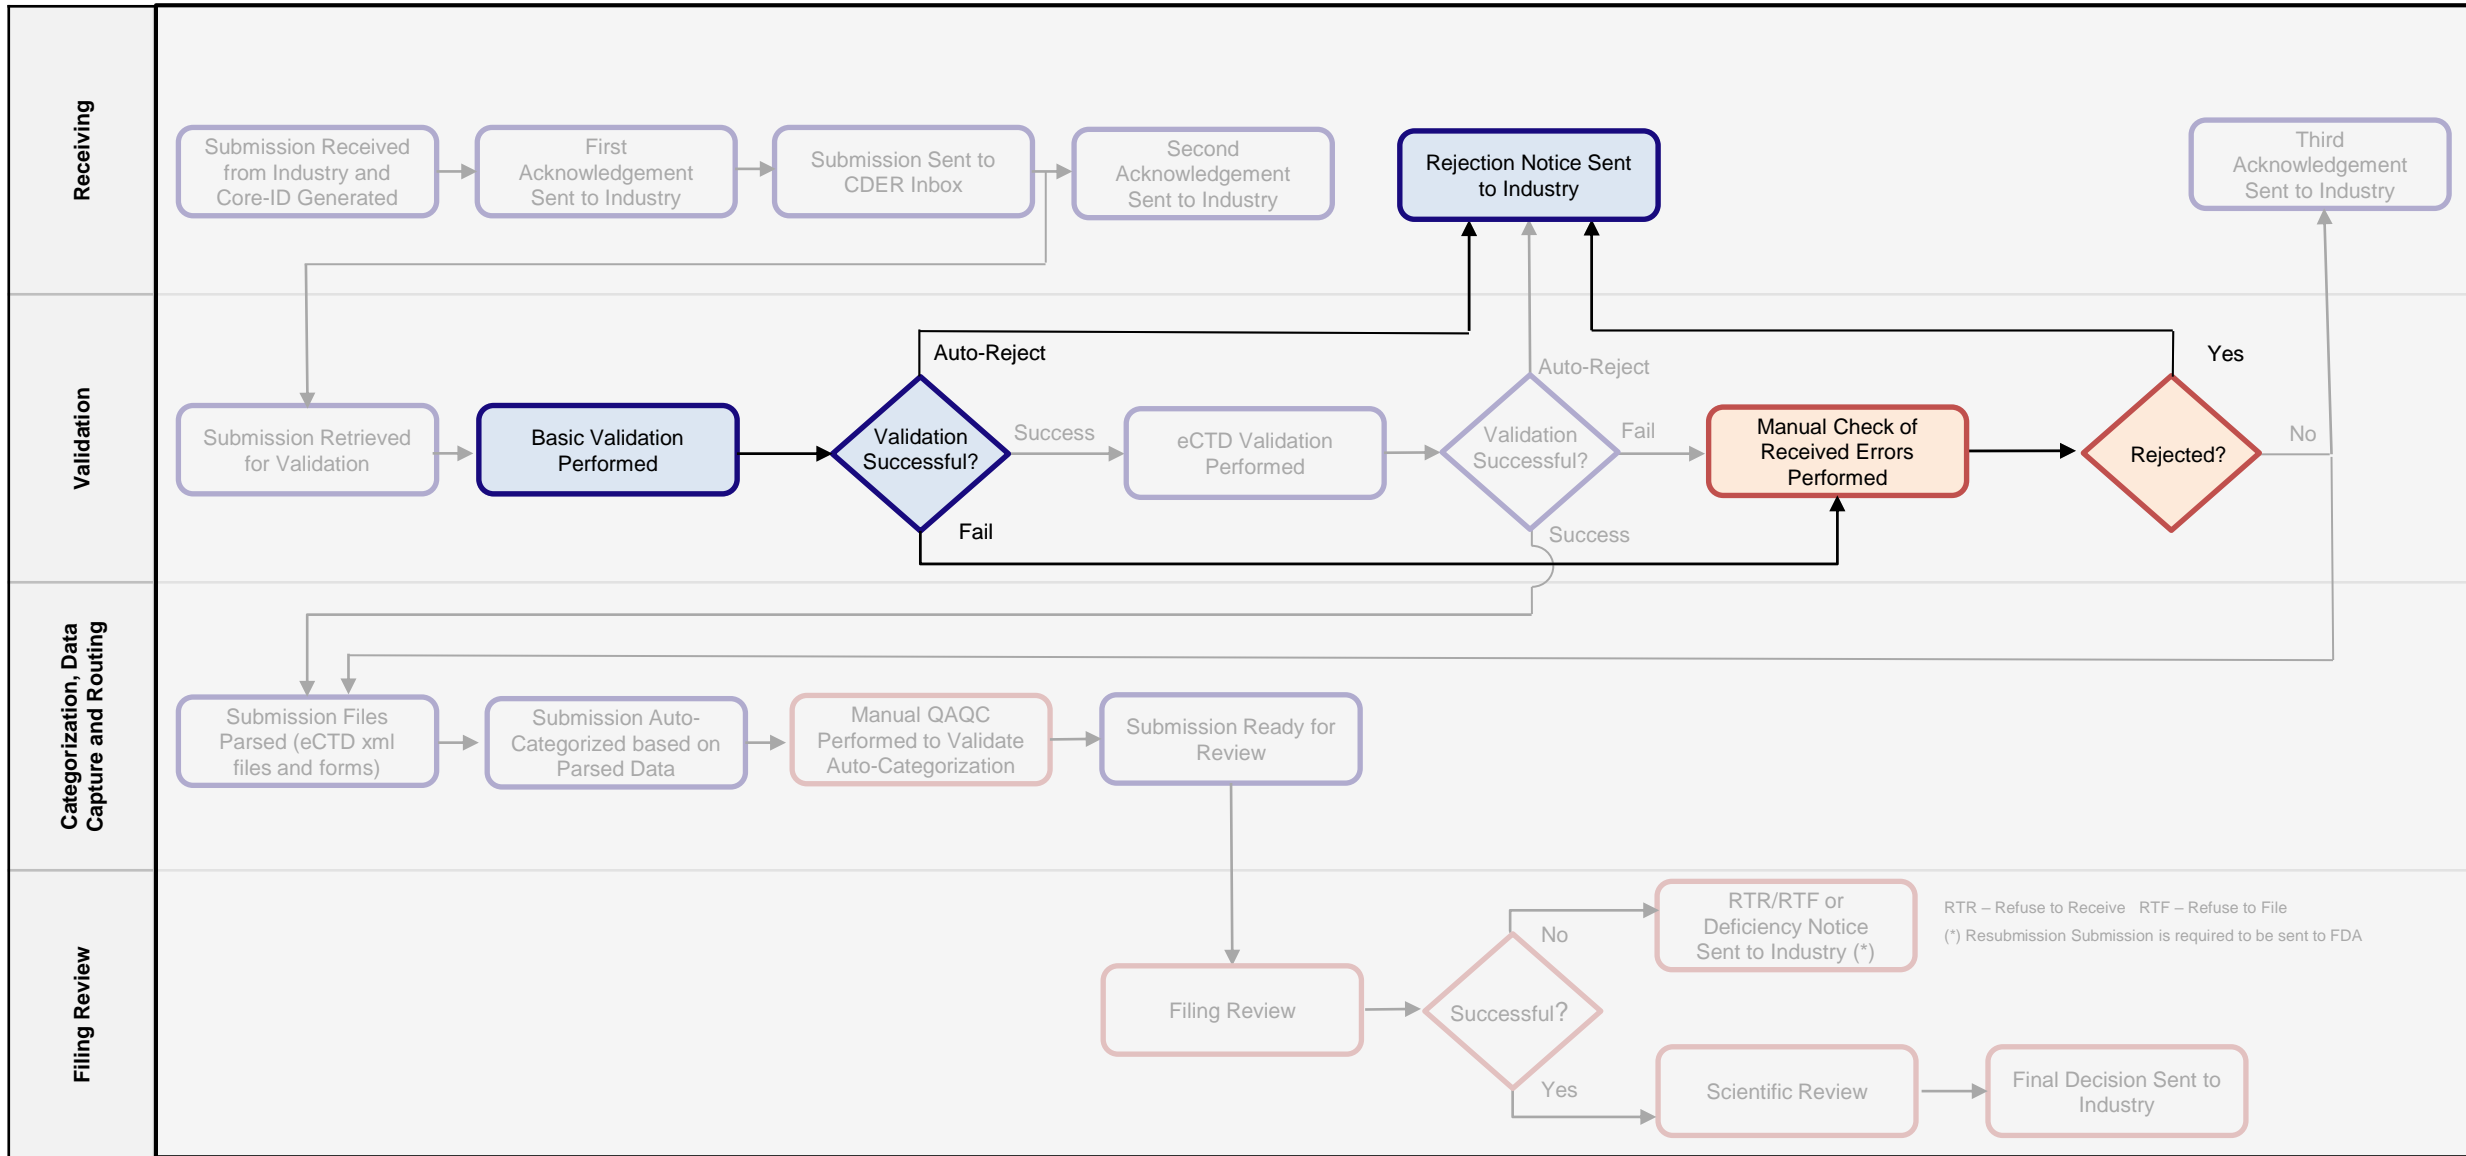 Receiving
Submission Received
from Industry and
Core-ID Generated
First
Acknowledgement
Sent to Industry
Submission Sent to
CDER Inbox
Second
Acknowledgement
Sent to Industry
Rejection Notice Sent
to Industry
Third
Acknowledgement
Sent to Industry
Validation
Submission Retrieved
for Validation
Basic Validation
Performed
Validation
Successful?
Auto-Reject
Success
Fail
eCTD Validation
Performed
Validation
Successful?
Auto-Reject
Fail
Success
Manual Check of
Received Errors
Performed
Rejected?
Yes
No
Categorization, Data
Capture and Routing
Submission Files
Parsed (eCTD xml
files and forms)
Submission Auto-
Categorized based on
Parsed Data
Manual QAQC
Performed to Validate
Auto-Categorization
Submission Ready for
Review
Filing Review
Filing Review
Successful?
No
Yes
RTR/RTF or
Deficiency Notice
Sent to Industry (*)
RTR – Refuse to Receive RTF – Refuse to File
(*) Resubmission Submission is required to be sent to FDA
Scientific Review
Final Decision Sent to
Industry